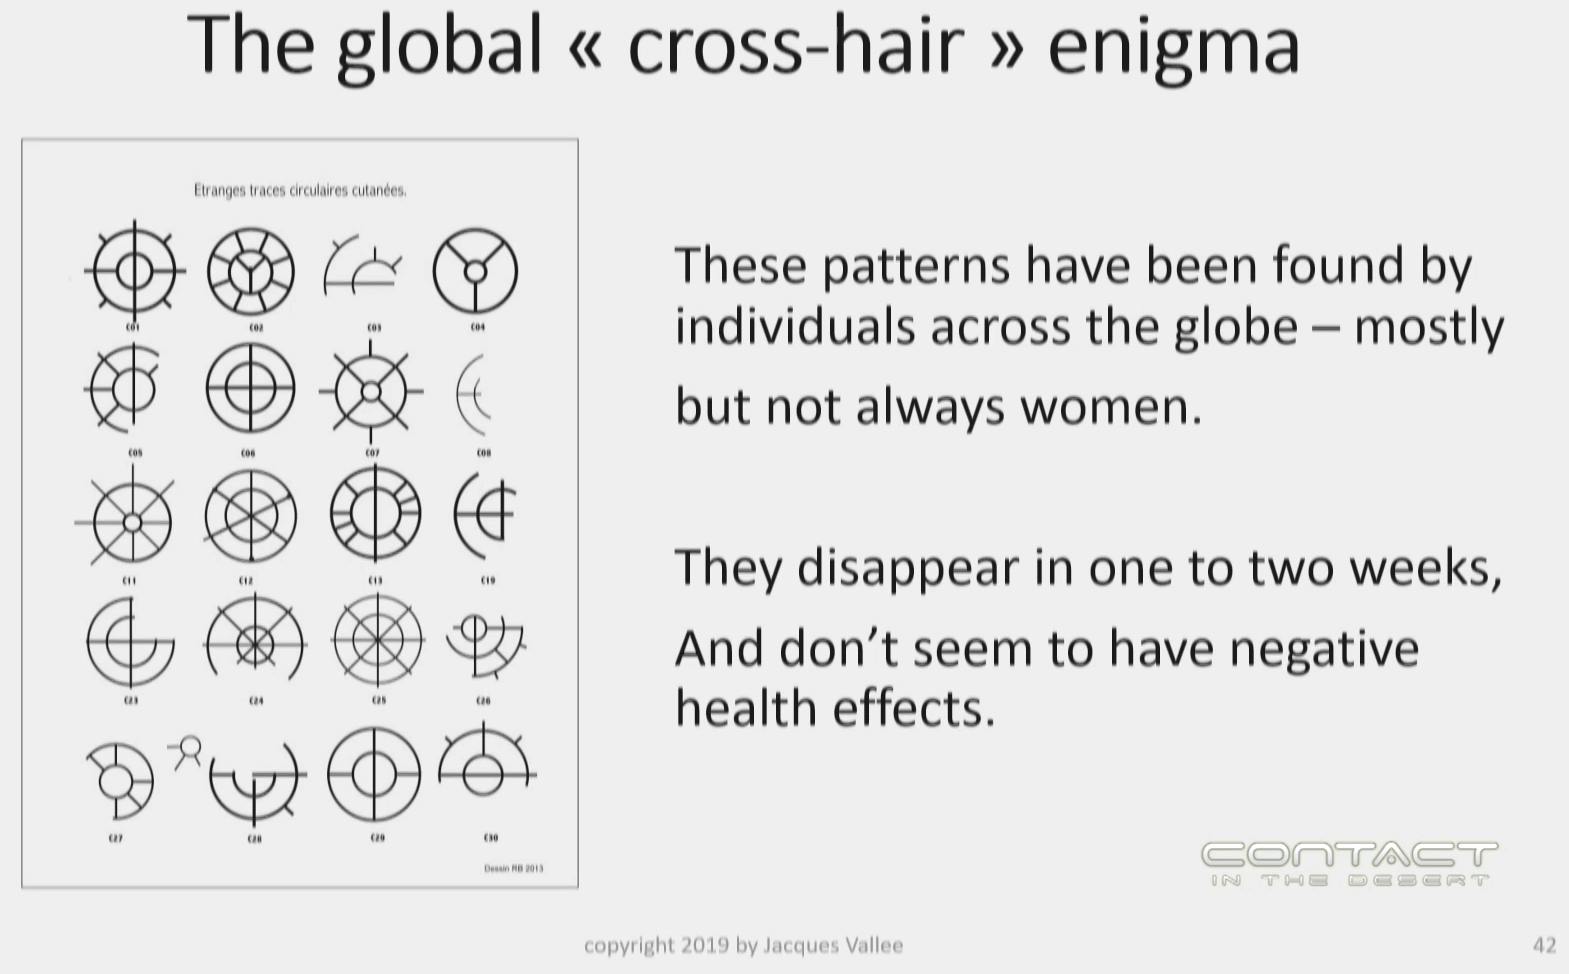 The global « cross-hair » enigma
Etranges traces circulaires cutanées.
C01 C02 C03 C04
C05 C06 C07 C08
C11 C12 C13 C19
C23 C24 C25 C26
C27 C28 C29 C30
Dessin RB 2013
These patterns have been found by
individuals across the globe – mostly
but not always women.
They disappear in one to two weeks,
And don’t seem to have negative
health effects.
CONTACT
IN THE DESERT
copyright 2019 by Jacques Vallee
42